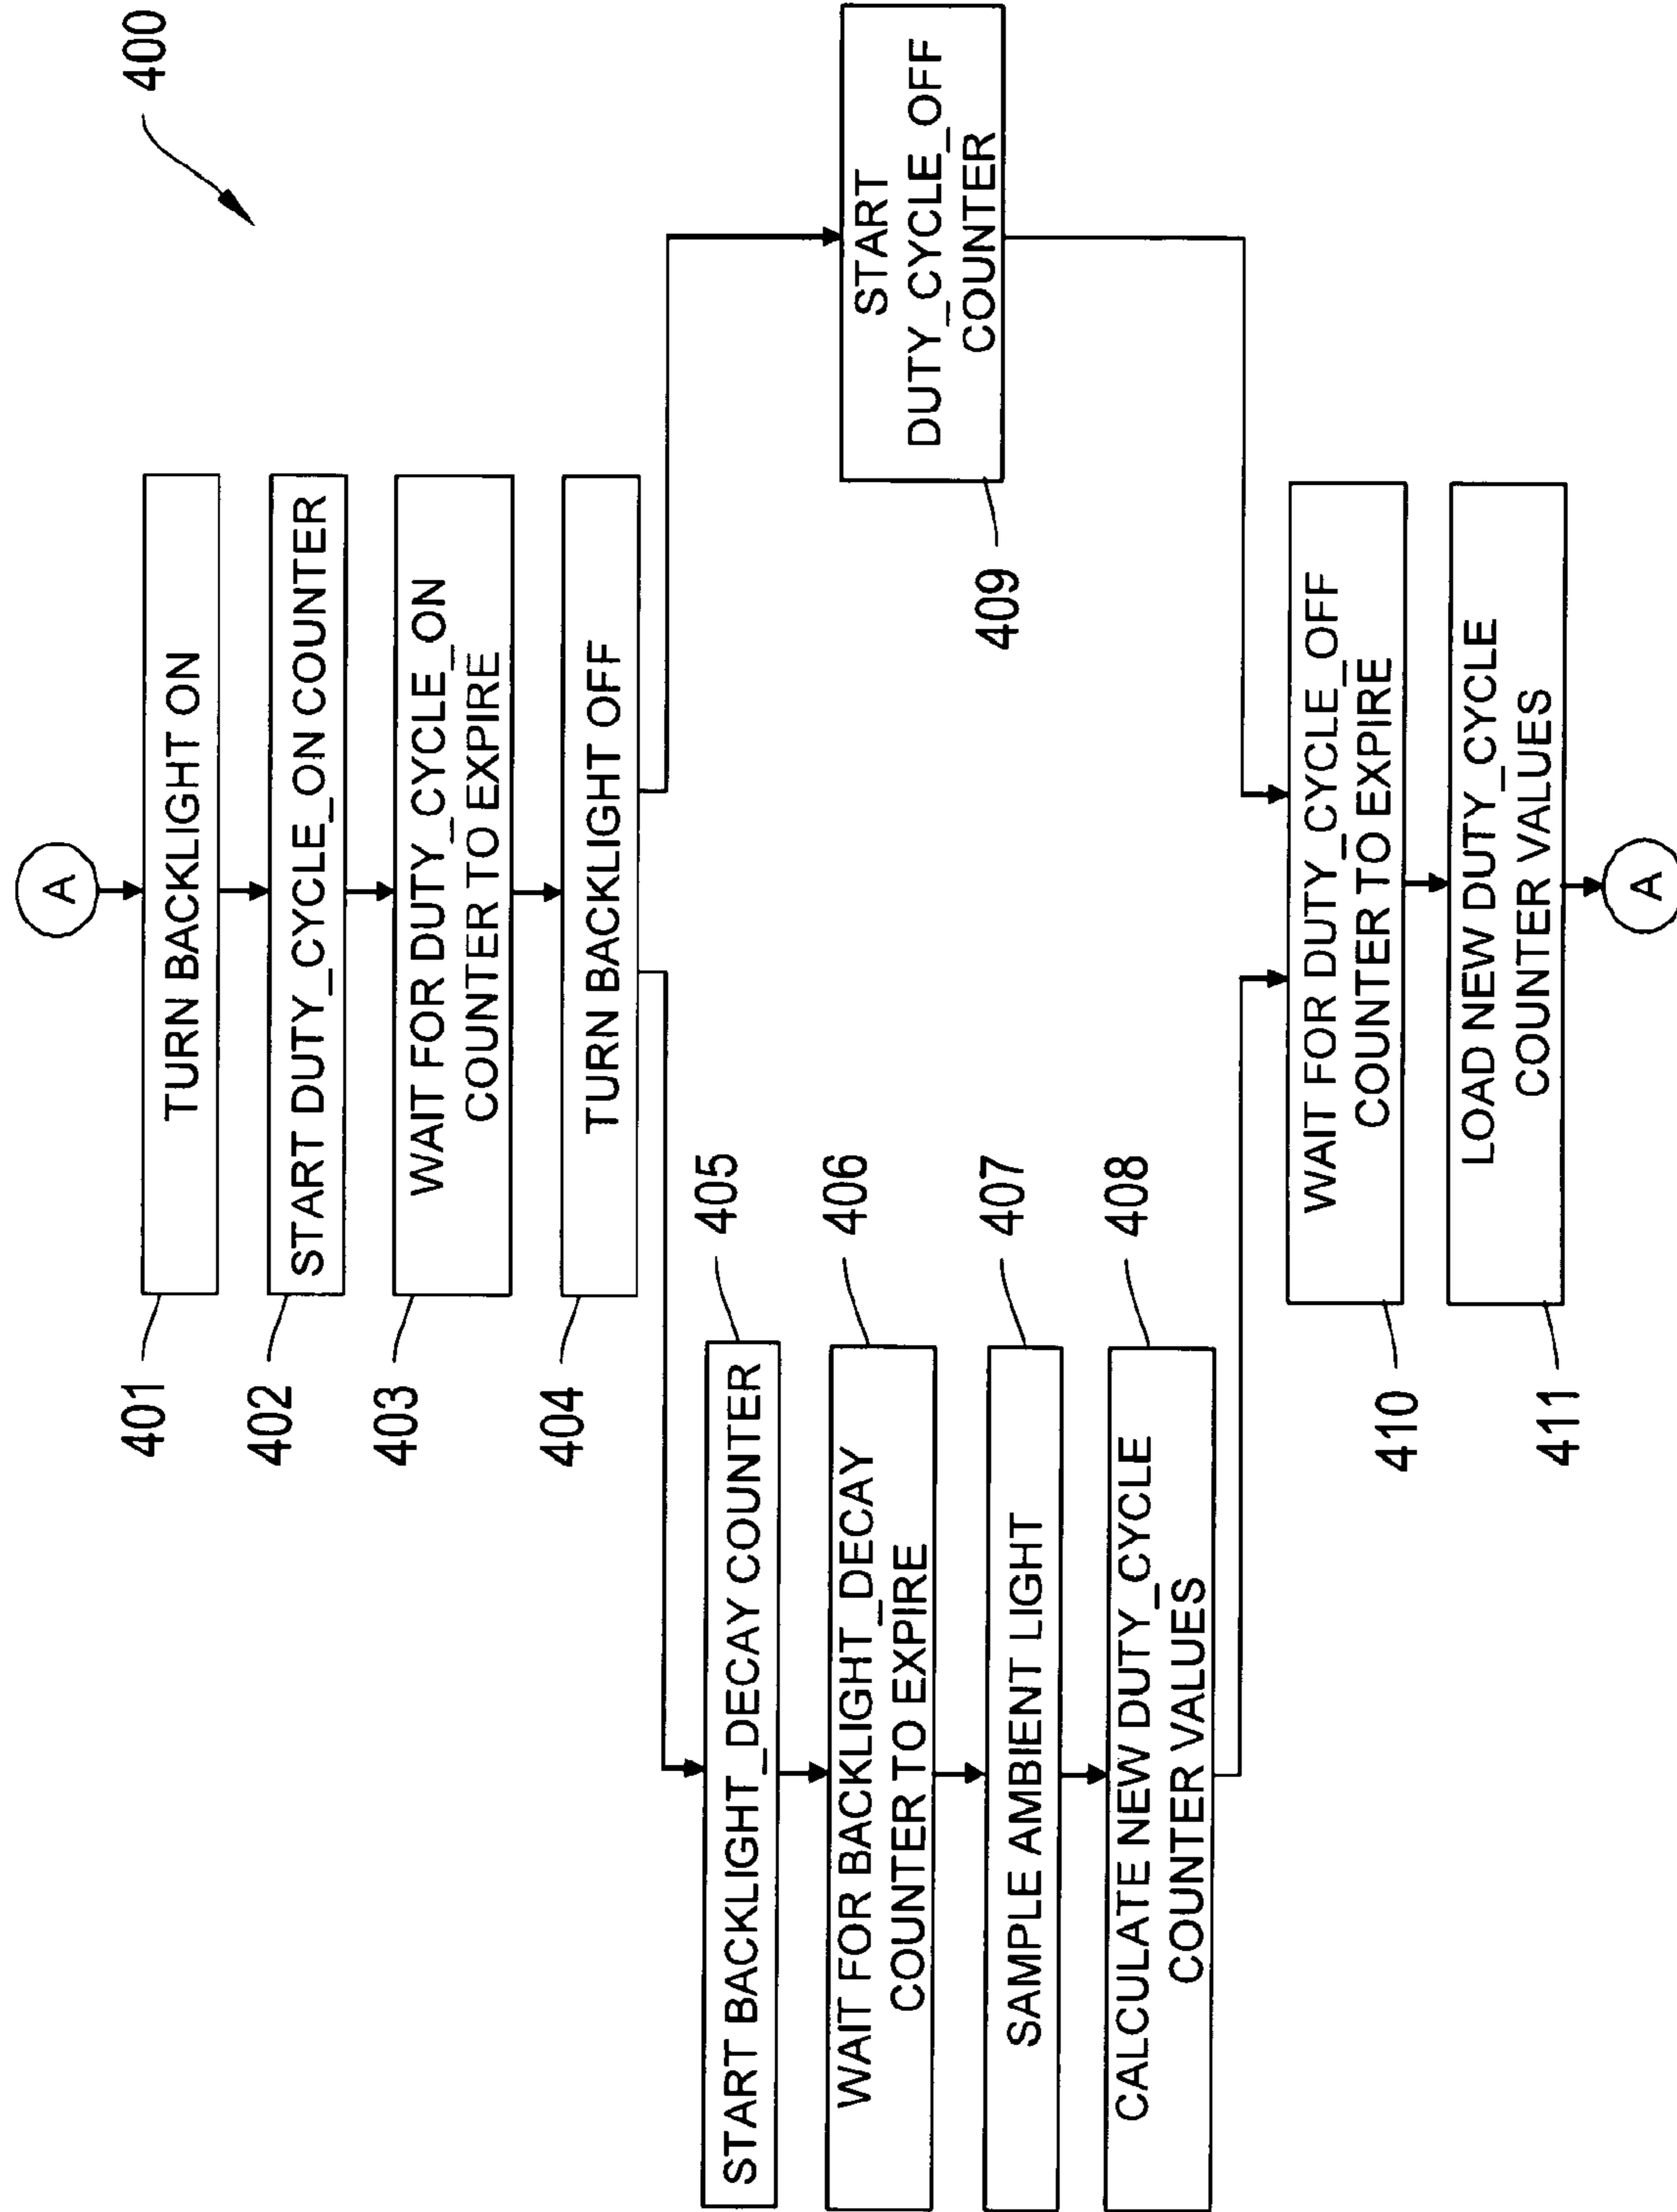 400
A
TURN BACKLIGHT ON
401
START DUTY_CYCLE_ON COUNTER
402
WAIT FOR DUTY_CYCLE_ON
COUNTER TO EXPIRE
403
TURN BACKLIGHT OFF
404
START BACKLIGHT_DECAY COUNTER
405
WAIT FOR BACKLIGHT_DECAY
COUNTER TO EXPIRE
406
SAMPLE AMBIENT LIGHT
407
CALCULATE NEW DUTY_CYCLE
COUNTER VALUES
408
START
DUTY_CYCLE_OFF
COUNTER
409
WAIT FOR DUTY_CYCLE_OFF
COUNTER TO EXPIRE
410
LOAD NEW DUTY_CYCLE
COUNTER VALUES
411
A